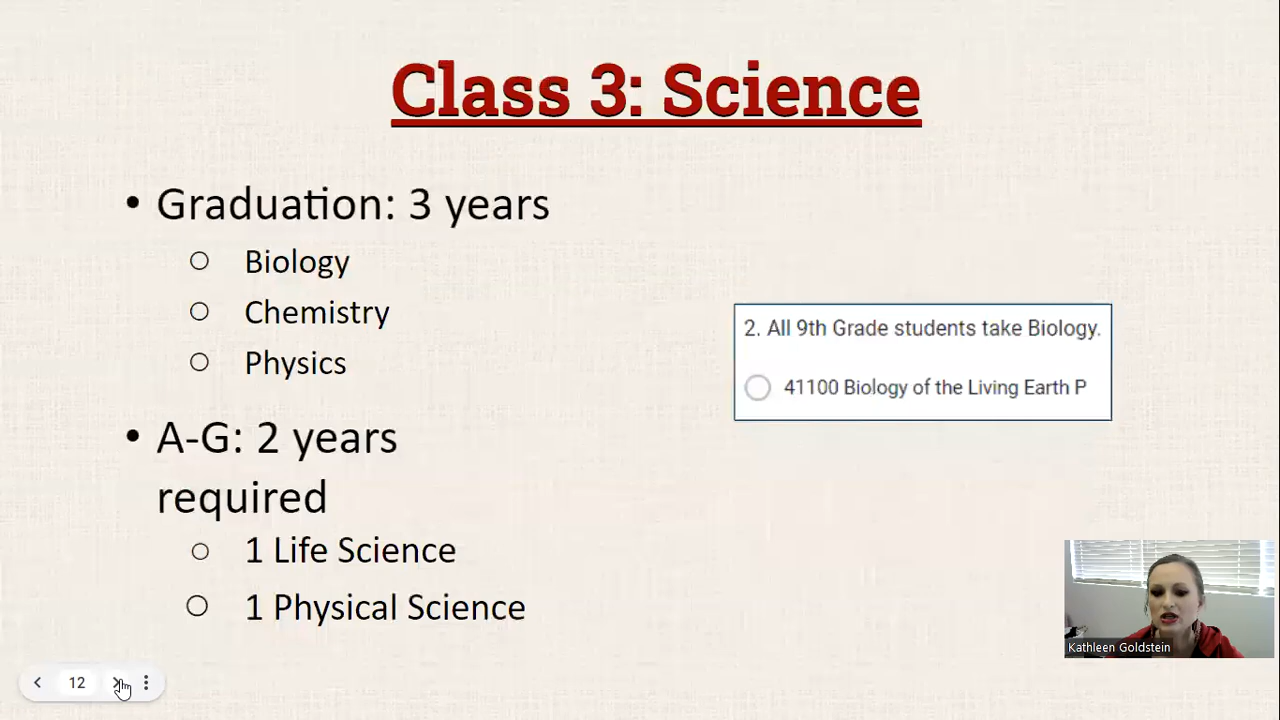 Class 3: Science
• Graduation: 3 years
○ Biology
○ Chemistry
○ Physics
• A-G: 2 years
required
○ 1 Life Science
○ 1 Physical Science
2. All 9th Grade students take Biology.
41100 Biology of the Living Earth P
Kathleen Goldstein
12